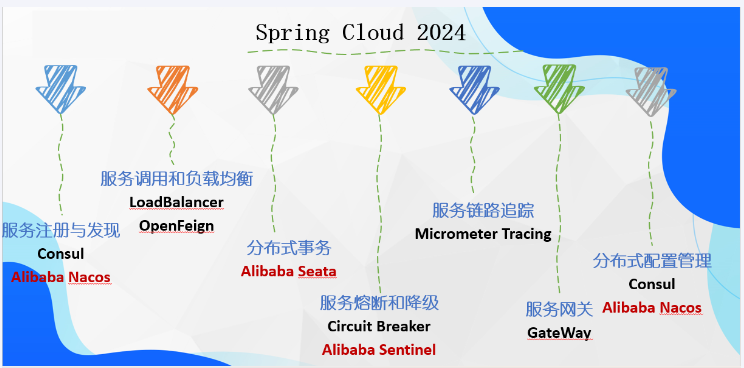 Spring Cloud 2024
服务注册与发现
Consul
Alibaba Nacos
服务调用和负载均衡
LoadBalancer
OpenFeign
分布式事务
Alibaba Seata
服务熔断和降级
Circuit Breaker
Alibaba Sentinel
服务链路追踪
Micrometer Tracing
服务网关
GateWay
分布式配置管理
Consul
Alibaba Nacos